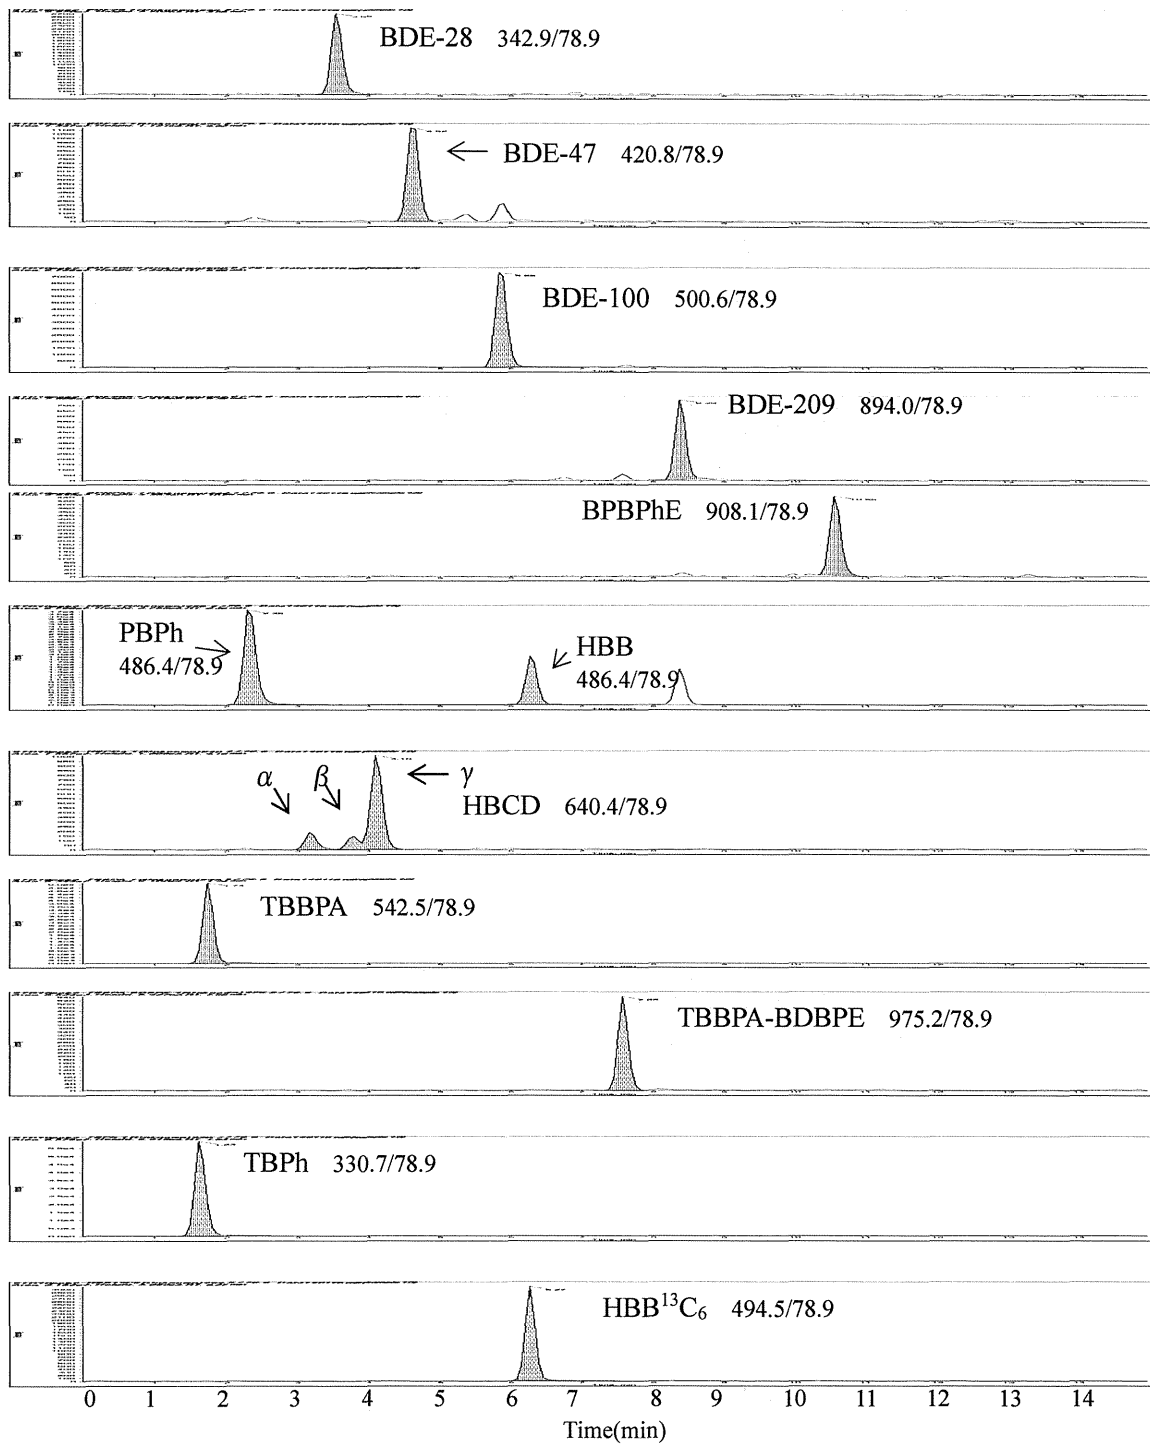 BDE-28 342.9/78.9
BDE-47 420.8/78.9
BDE-100 500.6/78.9
BDE-209 894.0/78.9
BPBPhE 908.1/78.9
PBPh
486.4/78.9
HBB
486.4/78.9
α
β
γ
HBCD 640.4/78.9
TBBPA 542.5/78.9
TBBPA-BDBPE 975.2/78.9
TBPh 330.7/78.9
HBB¹³C₆ 494.5/78.9
0 1 2 3 4 5 6 7 8 9 10 11 12 13 14
Time(min)